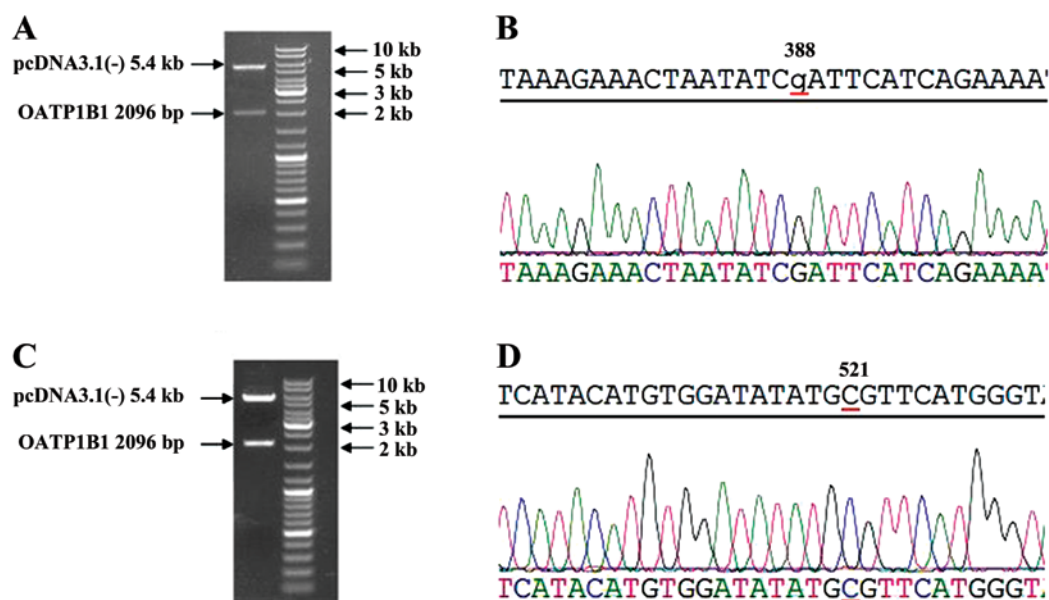 A
pcDNA3.1(-) 5.4 kb
OATP1B1 2096 bp
10 kb
5 kb
3 kb
2 kb
B
388
TAAAGAAACTAATATCgATTCATCAGAAAA
TAAAGAAACTAATATCGATTCATCAGAAAA
C
pcDNA3.1(-) 5.4 kb
OATP1B1 2096 bp
10 kb
5 kb
3 kb
2 kb
D
521
TCATACATGTGGATATATGCGTTCATGGGT
TCATACATGTGGATATATGCGTTCATGGGT